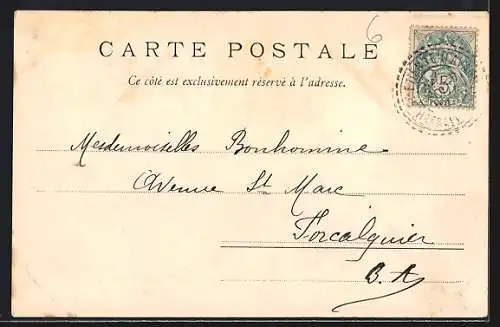 6
CARTE POSTALE
Ce côté est exclusivement réservé à l'adresse.
5
Mesdemoiselles Bonhomme
Avenue St Marc
Forcalquier
B. A